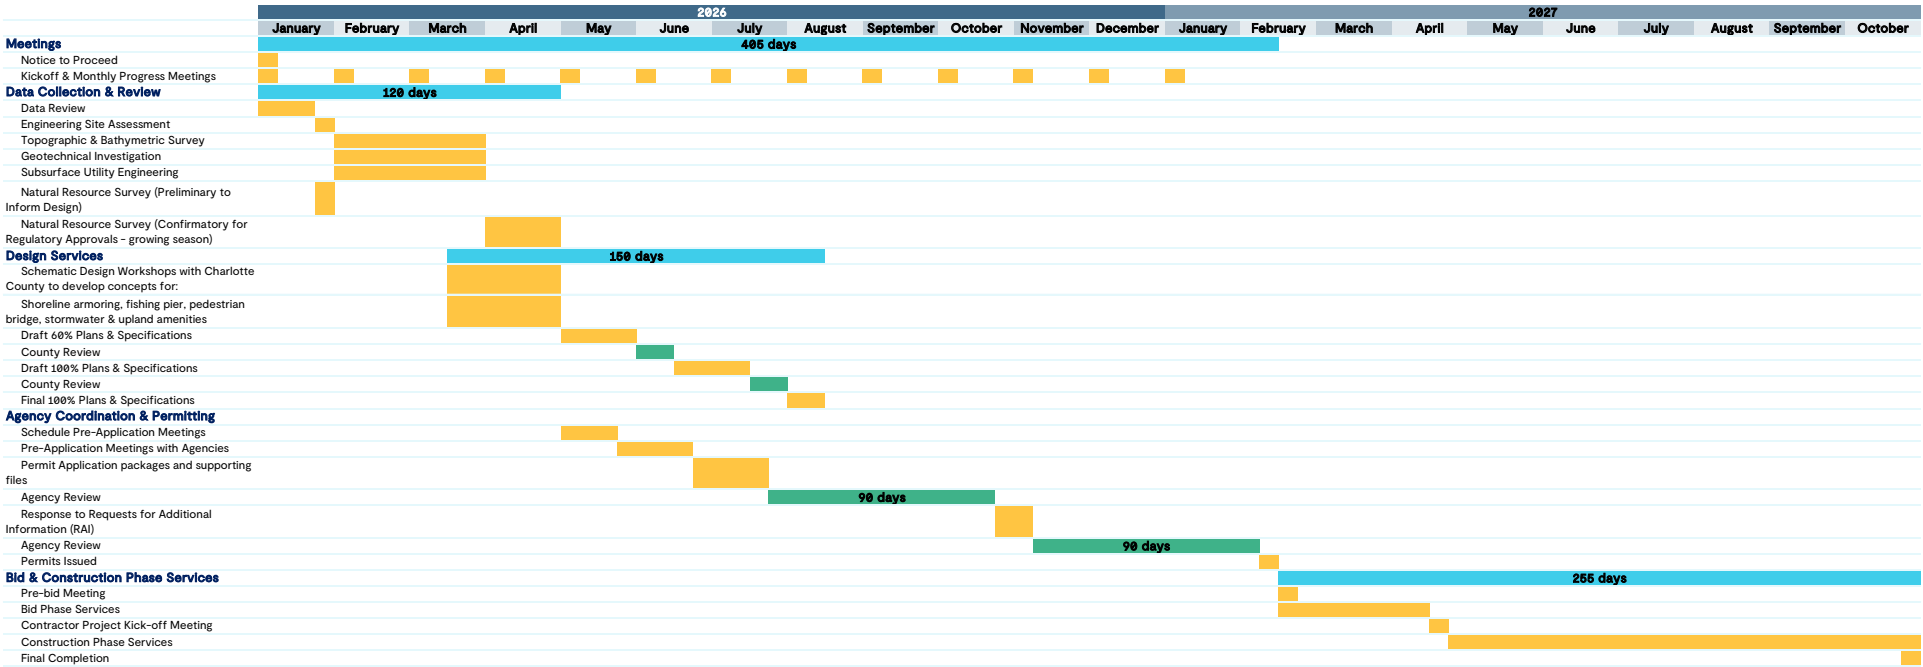 2026 2027
January February March April May June July August September October November December January February March April May June July August September October
Meetings 405 days
Notice to Proceed
Kickoff & Monthly Progress Meetings
Data Collection & Review 120 days
Data Review
Engineering Site Assessment
Topographic & Bathymetric Survey
Geotechnical Investigation
Subsurface Utility Engineering
Natural Resource Survey (Preliminary to
Inform Design)
Natural Resource Survey (Confirmatory for
Regulatory Approvals - growing season)
Design Services 150 days
Schematic Design Workshops with Charlotte
County to develop concepts for:
Shoreline armoring, fishing pier, pedestrian
bridge, stormwater & upland amenities
Draft 60% Plans & Specifications
County Review
Draft 100% Plans & Specifications
County Review
Final 100% Plans & Specifications
Agency Coordination & Permitting
Schedule Pre-Application Meetings
Pre-Application Meetings with Agencies
Permit Application packages and supporting
files
Agency Review 90 days
Response to Requests for Additional
Information (RAI)
Agency Review 90 days
Permits Issued
Bid & Construction Phase Services 255 days
Pre-bid Meeting
Bid Phase Services
Contractor Project Kick-off Meeting
Construction Phase Services
Final Completion